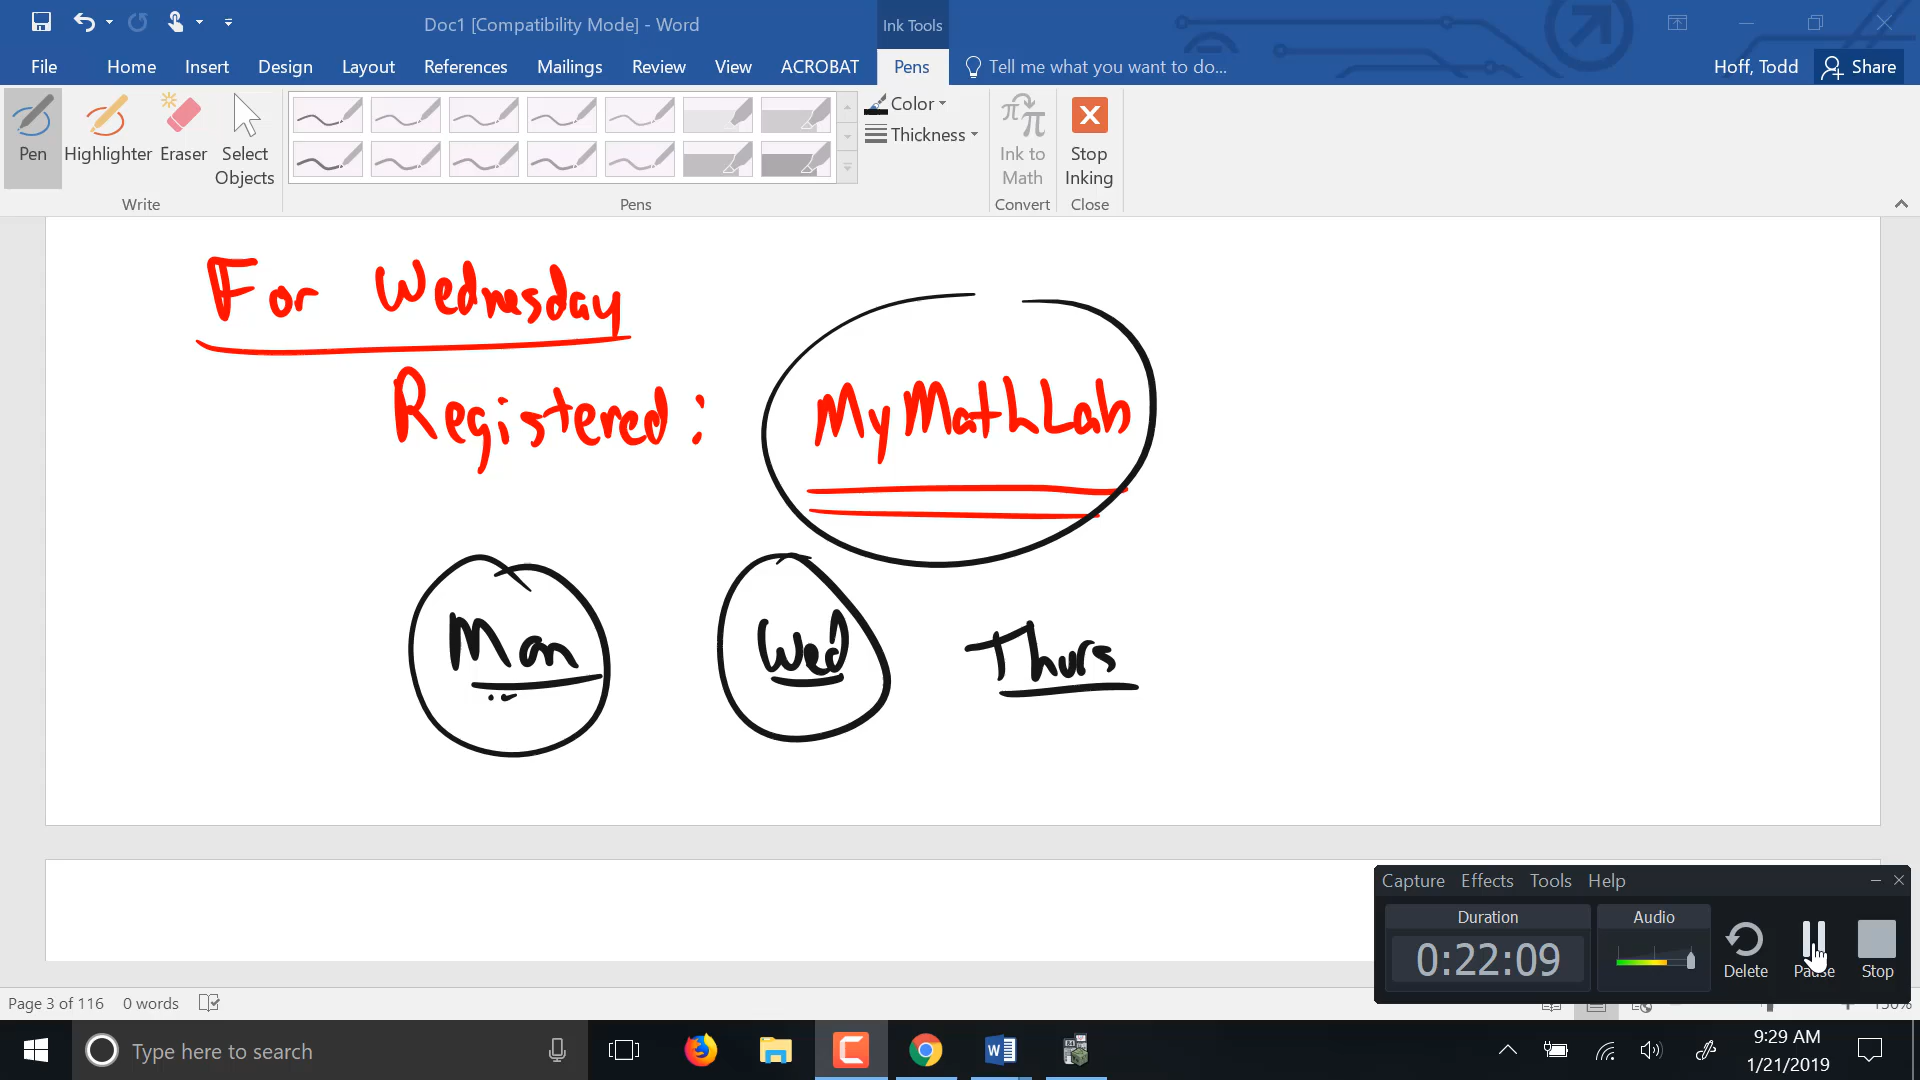 Doc1 [Compatibility Mode] - Word
Ink Tools
File Home Insert Design Layout References Mailings Review View ACROBAT Pens Tell me what you want to do... Hoff, Todd Share
Pen Highlighter Eraser Select Objects
Color
Thickness
Ink to Math
Stop Inking
Write Pens Convert Close
For Wednesday
Registered: MyMathLab
Mon Wed Thurs
Capture Effects Tools Help
Duration Audio
0:22:09
Delete Pause Stop
Page 3 of 116 0 words
Type here to search
9:29 AM
1/21/2019